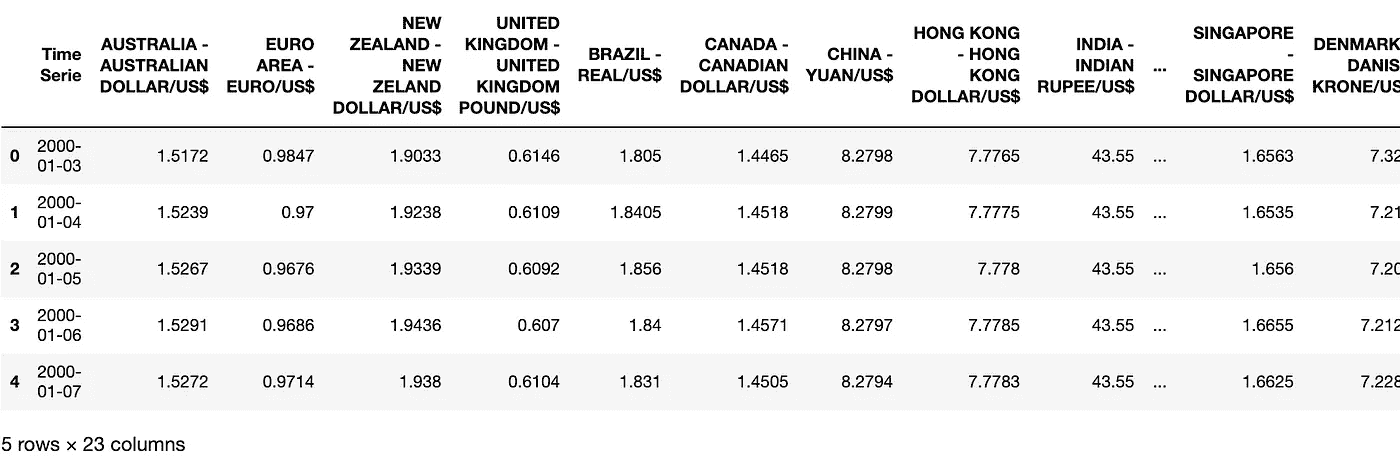 Time Serie AUSTRALIA - AUSTRALIAN DOLLAR/US$ EURO AREA - EURO/US$ NEW ZEALAND - NEW ZELAND DOLLAR/US$ UNITED KINGDOM - UNITED KINGDOM POUND/US$ BRAZIL - REAL/US$ CANADA - CANADIAN DOLLAR/US$ CHINA - YUAN/US$ HONG KONG - HONG KONG DOLLAR/US$ INDIA - INDIAN RUPEE/US$ ... SINGAPORE - SINGAPORE DOLLAR/US$ DENMARK DANIS KRONE/US
0 2000-01-03 1.5172 0.9847 1.9033 0.6146 1.805 1.4465 8.2798 7.7765 43.55 ... 1.6563 7.32
1 2000-01-04 1.5239 0.97 1.9238 0.6109 1.8405 1.4518 8.2799 7.7775 43.55 ... 1.6535 7.21
2 2000-01-05 1.5267 0.9676 1.9339 0.6092 1.856 1.4518 8.2798 7.778 43.55 ... 1.656 7.20
3 2000-01-06 1.5291 0.9686 1.9436 0.607 1.84 1.4571 8.2797 7.7785 43.55 ... 1.6655 7.212
4 2000-01-07 1.5272 0.9714 1.938 0.6104 1.831 1.4505 8.2794 7.7783 43.55 ... 1.6625 7.228
5 rows × 23 columns